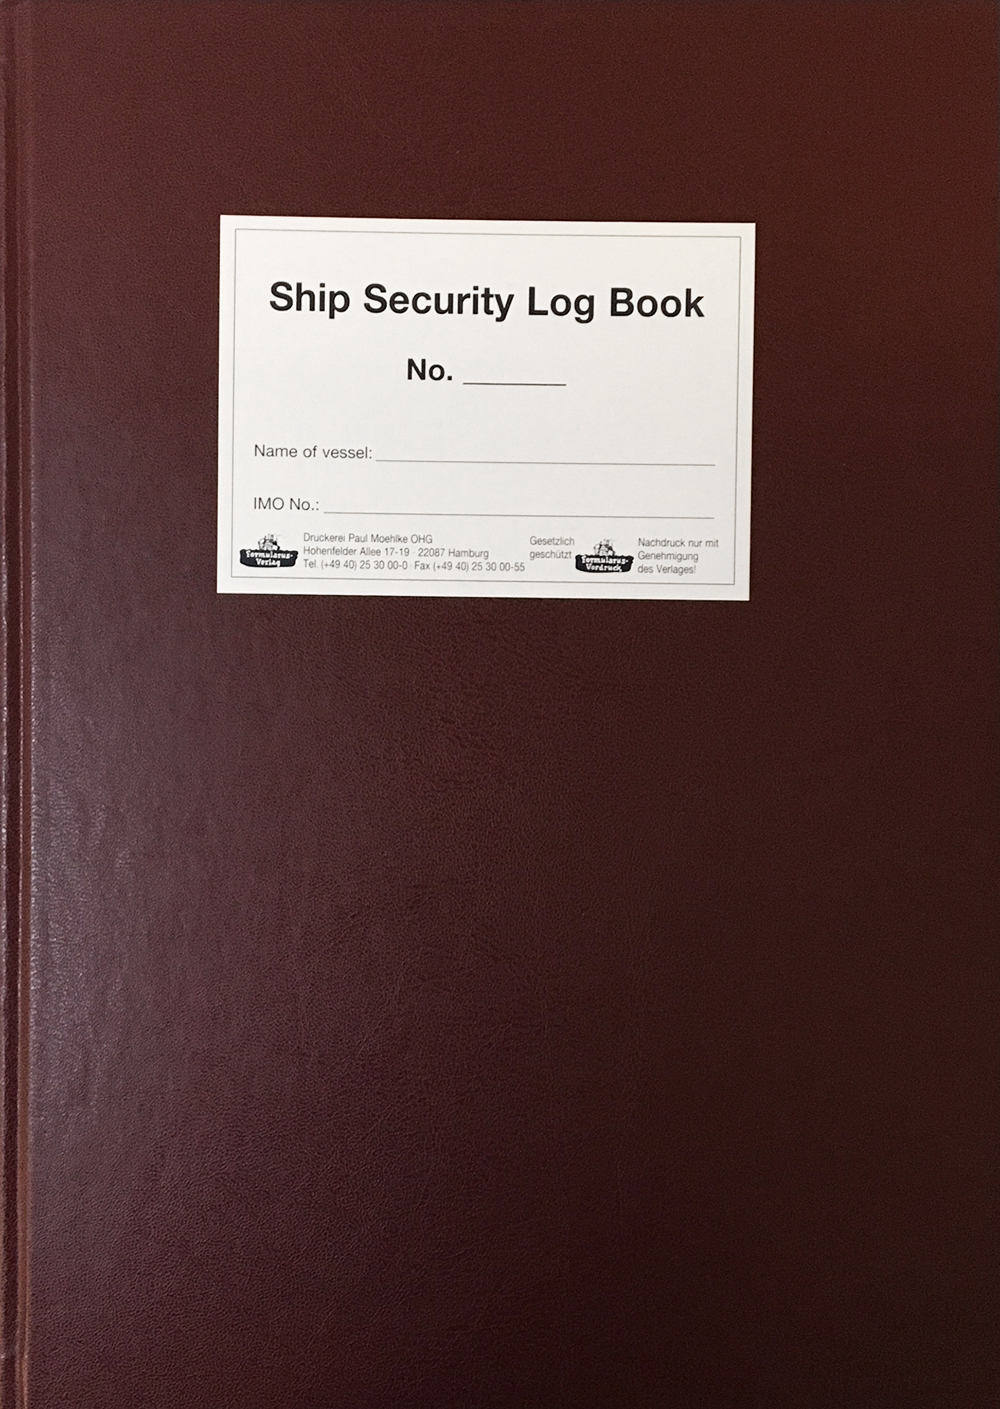 Ship Security Log Book
No.
Name of vessel:
IMO No.:
Formularus-
Verlag
Druckerei Paul Moehlke OHG
Hohenfelder Allee 17-19 · 22087 Hamburg
Tel. (+49 40) 25 30 00-0 · Fax (+49 40) 25 30 00-55
Gesetzlich
geschützt
Formularus-
Vordruck
Nachdruck nur mit
Genehmigung
des Verlages!